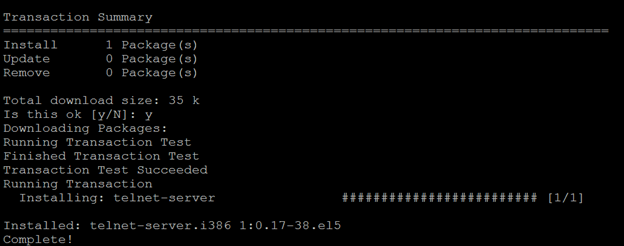 Transaction Summary
=============================================================================
Install 1 Package(s)
Update 0 Package(s)
Remove 0 Package(s)
Total download size: 35 k
Is this ok [y/N]: y
Downloading Packages:
Running Transaction Test
Finished Transaction Test
Transaction Test Succeeded
Running Transaction
Installing: telnet-server ######################### [1/1]
Installed: telnet-server.i386 1:0.17-38.el5
Complete!